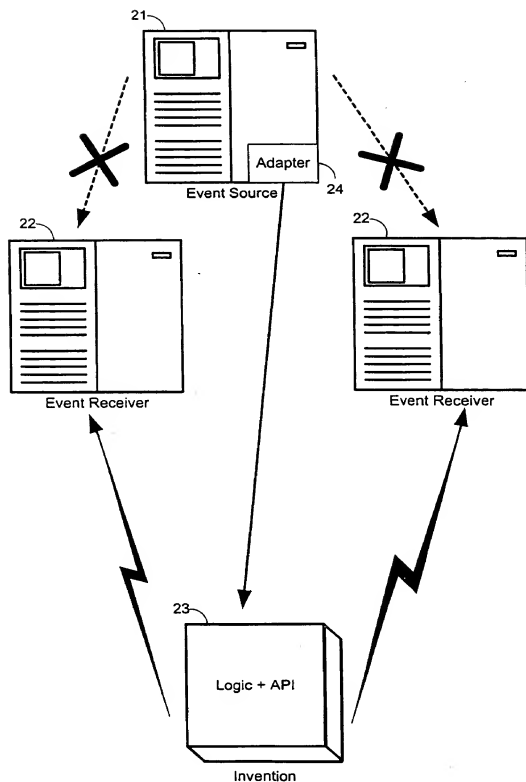 21
Adapter
24
Event Source
22
22
Event Receiver
Event Receiver
23
Logic + API
Invention